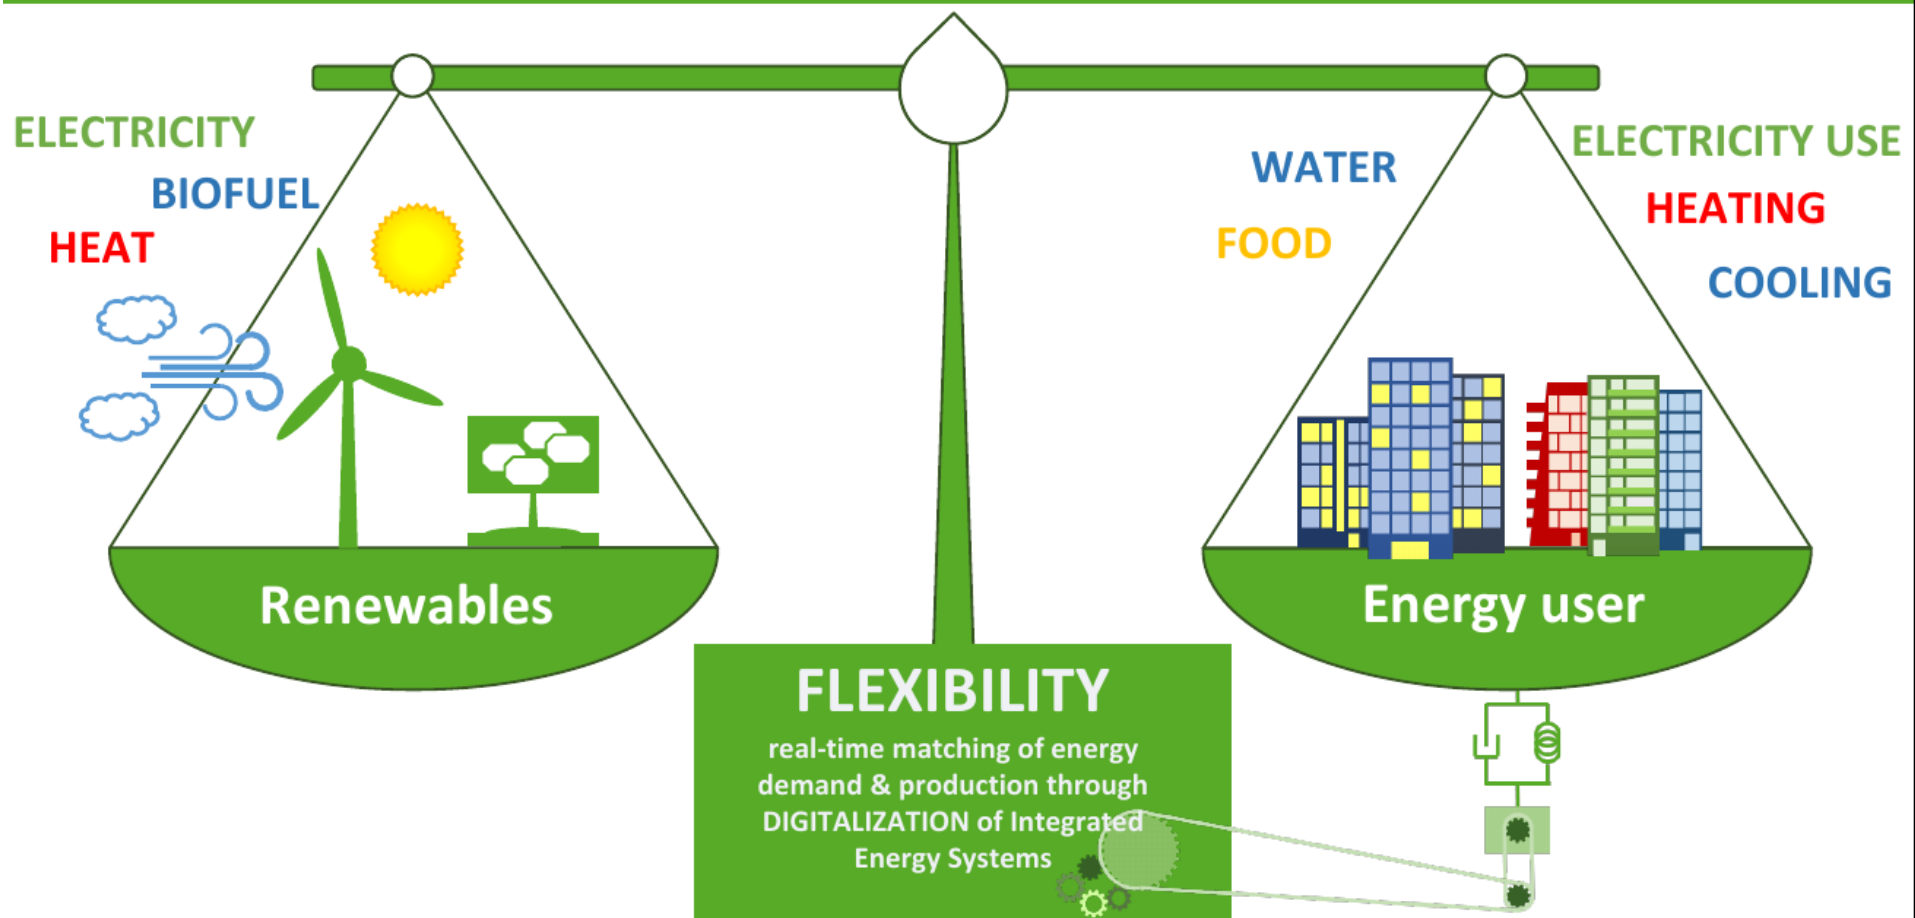 ELECTRICITY
BIOFUEL
HEAT
WATER
FOOD
ELECTRICITY USE
HEATING
COOLING
Renewables
Energy user
FLEXIBILITY
real-time matching of energy
demand & production through
DIGITALIZATION of Integrated
Energy Systems